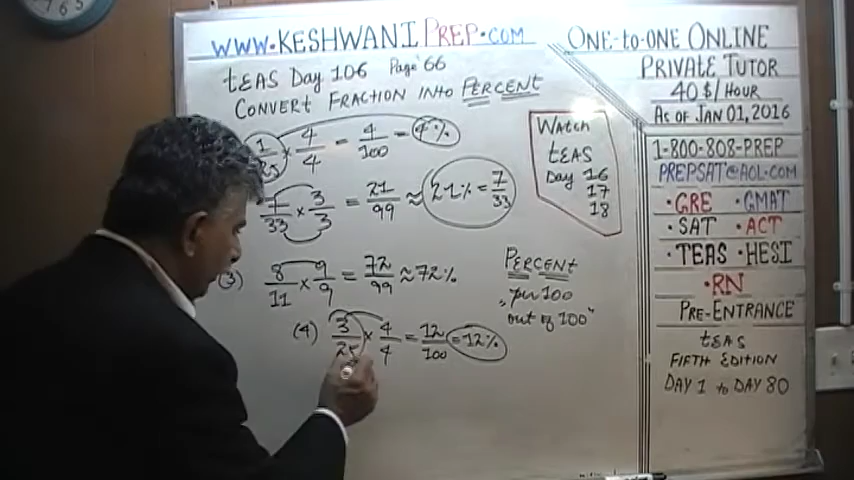 WWW.KESHWANIPREP.COM
TEAS DAY 106 Page 66
CONVERT FRACTION INTO PERCENT
1/25 × 4/4 = 4/100 = 4%
7/33 × 3/3 = 21/99 ≈ 21% = 7/33
(3) 8/11 × 9/9 = 72/99 ≈ 72%
(4) 3/25 × 4/4 = 12/100 = 12%
WATCH
TEAS
Day 16
17
18
PERCENT
"per 100
out of 100"
ONE-TO-ONE ONLINE
PRIVATE TUTOR
40 $/HOUR
AS OF JAN 01, 2016
1-800-808-PREP
PREPSAT@AOL.COM
•GRE •GMAT
•SAT •ACT
•TEAS •HESI
•RN
PRE-ENTRANCE
TEAS
FIFTH EDITION
DAY 1 TO DAY 80
7 6 5